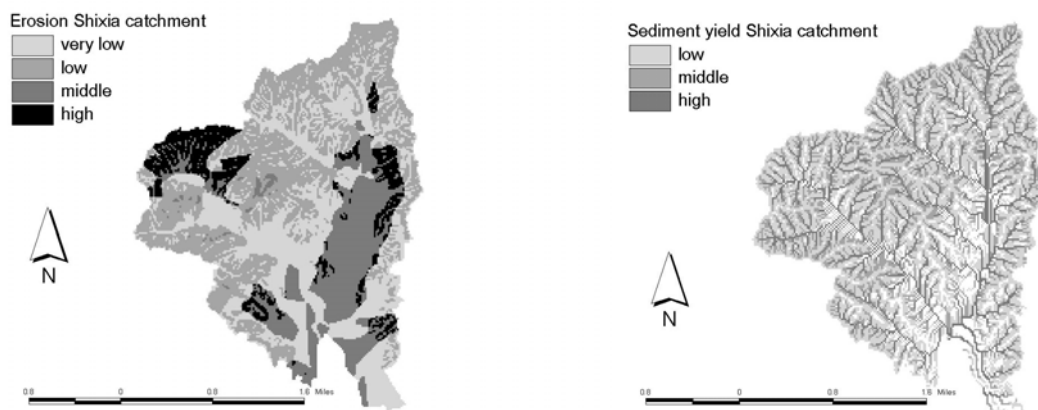 Erosion Shixia catchment
very low
low
middle
high
N
0.8 0 0.8 1.6 Miles
Sediment yield Shixia catchment
low
middle
high
N
0.8 0 0.8 1.6 Miles